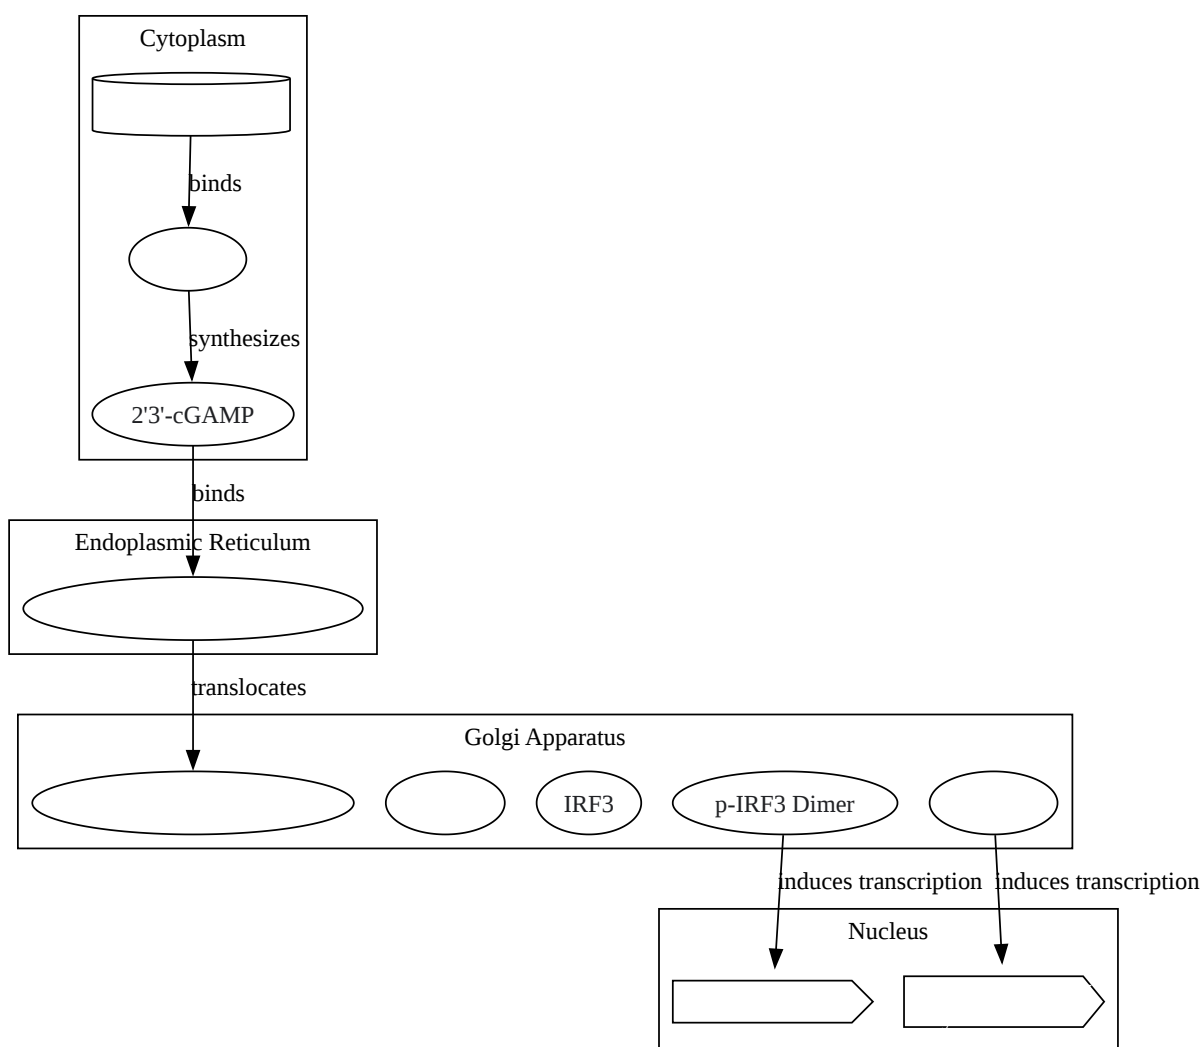 Cytoplasm
binds
synthesizes
2'3'-cGAMP
binds
Endoplasmic Reticulum
translocates
Golgi Apparatus
IRF3
p-IRF3 Dimer
induces transcription
induces transcription
Nucleus